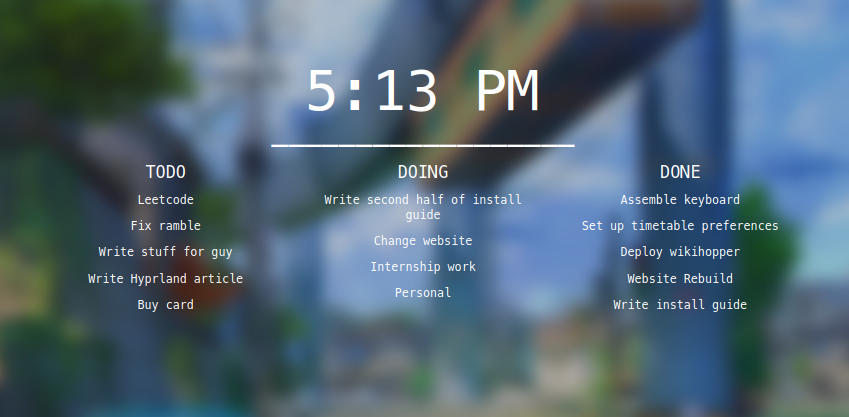 5:13 PM
TODO
Leetcode
Fix ramble
Write stuff for guy
Write Hyprland article
Buy card
DOING
Write second half of install
guide
Change website
Internship work
Personal
DONE
Assemble keyboard
Set up timetable preferences
Deploy wikihopper
Website Rebuild
Write install guide